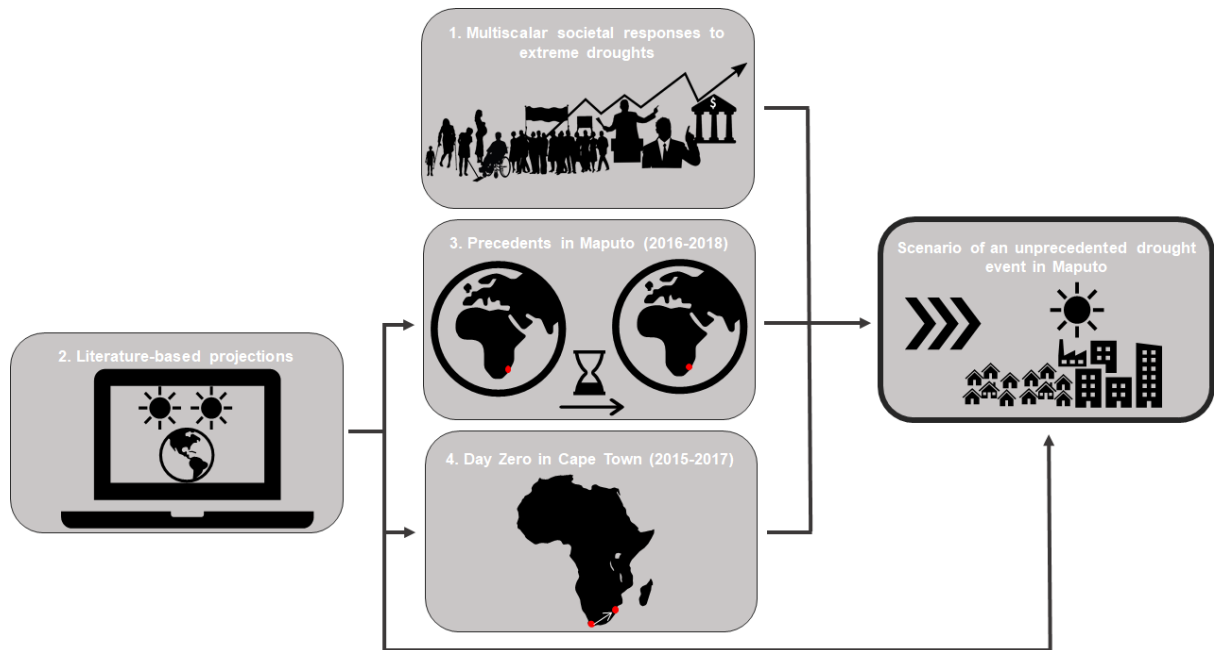 1. Multiscalar societal responses to
extreme droughts
$
2. Literature-based projections
3. Precedents in Maputo (2016-2018)
4. Day Zero in Cape Town (2015-2017)
Scenario of an unprecedented drought
event in Maputo